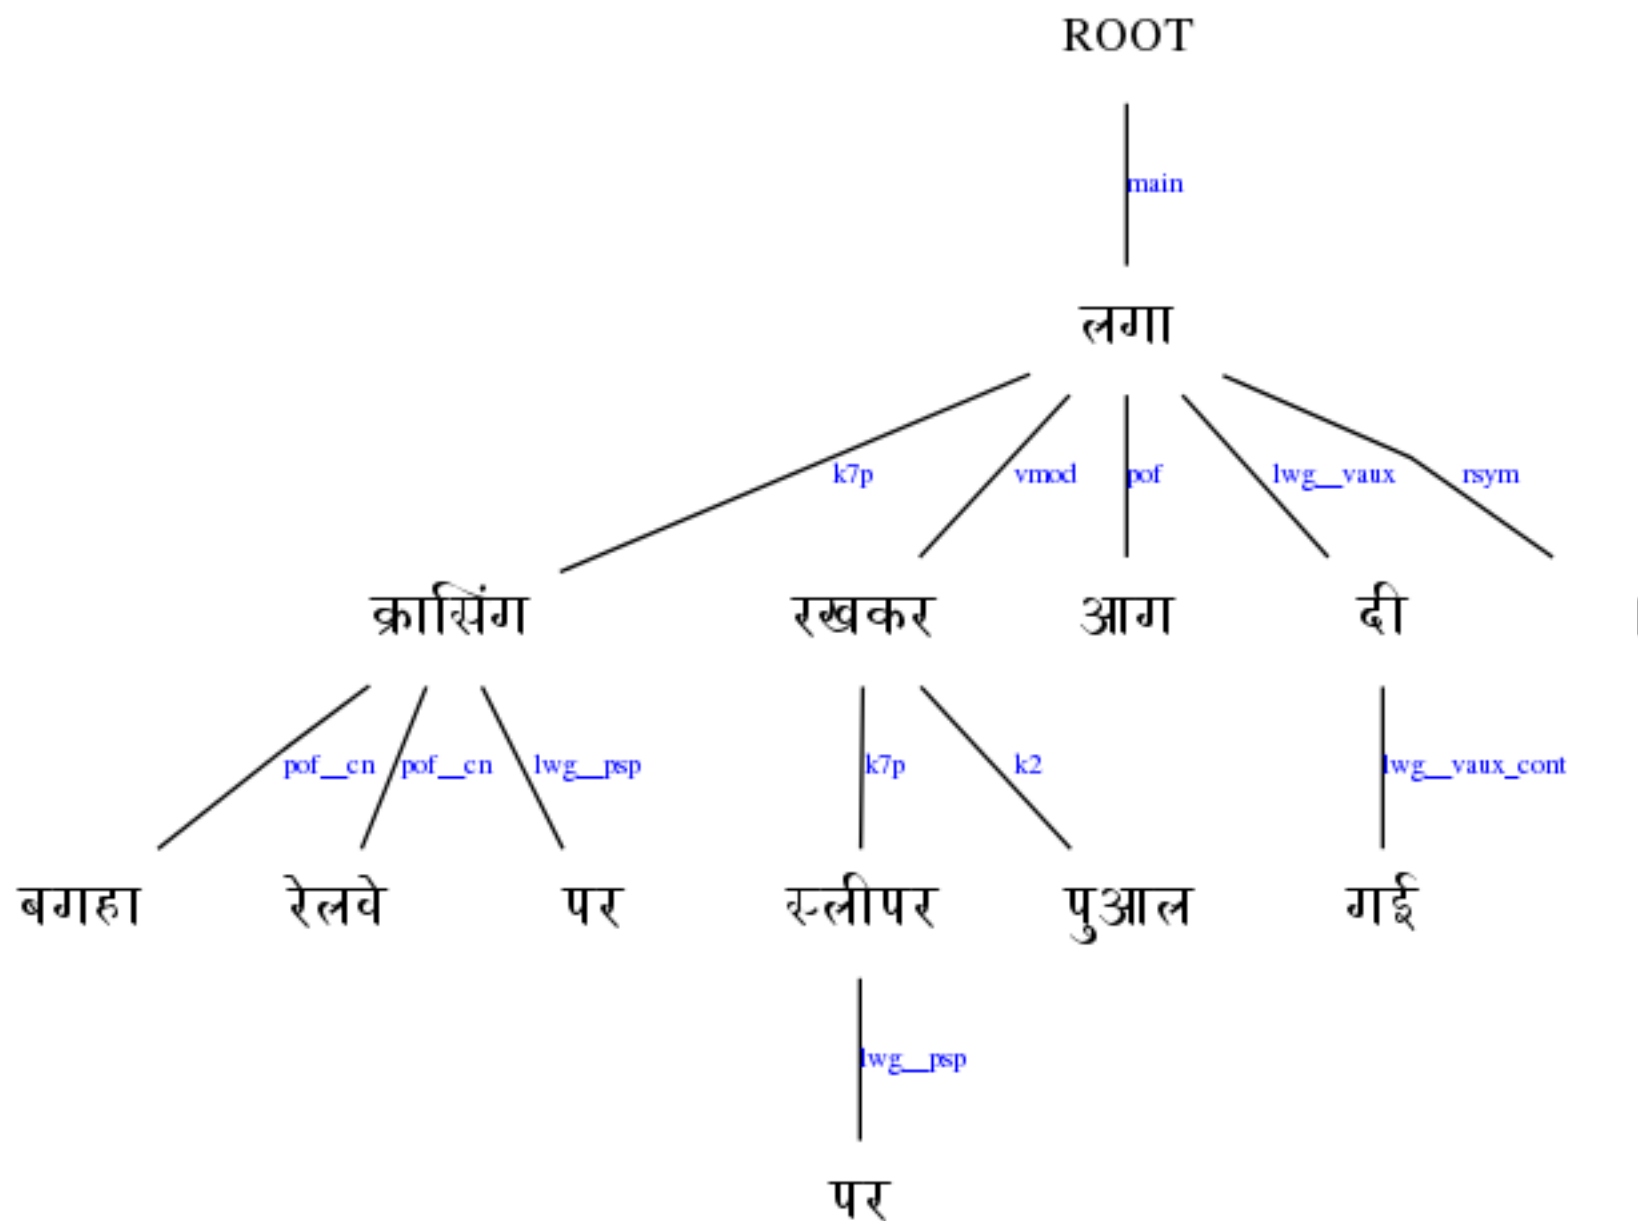 ROOT
main
लगा
k7p vmod pof lwg__vaux rsym
क्रासिंग रखकर आग दी
pof__cn pof__cn lwg__psp k7p k2 lwg__vaux_cont
बगहा रेलवे पर स्लीपर पुआल गई
lwg__psp
पर